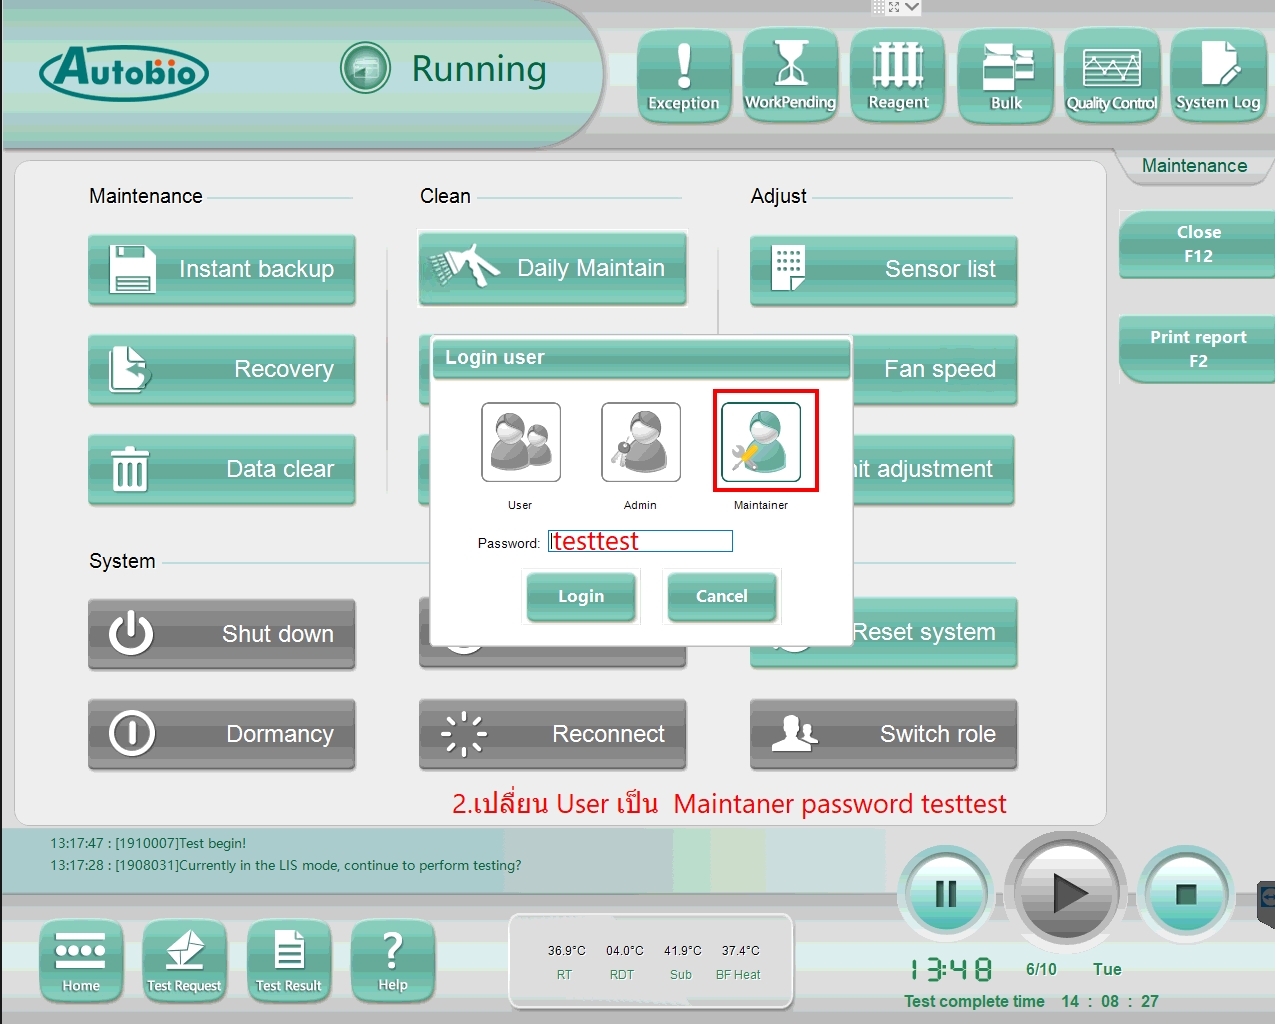 Autobio
Running
Exception
WorkPending
Reagent
Bulk
Quality Control
System Log
Maintenance
Close
F12
Print report
F2
Maintenance
Clean
Adjust
Instant backup
Daily Maintain
Sensor list
Recovery
Fan speed
Data clear
it adjustment
Login user
User
Admin
Maintainer
Password:
testtest
Login
Cancel
System
Shut down
Reset system
Dormancy
Reconnect
Switch role
2.เปลี่ยน User เป็น Maintaner password testtest
13:17:47 : [1910007]Test begin!
13:17:28 : [1908031]Currently in the LIS mode, continue to perform testing?
Home
Test Request
Test Result
Help
36.9°C 04.0°C 41.9°C 37.4°C
RT RDT Sub BF Heat
13:48 6/10 Tue
Test complete time 14 : 08 : 27